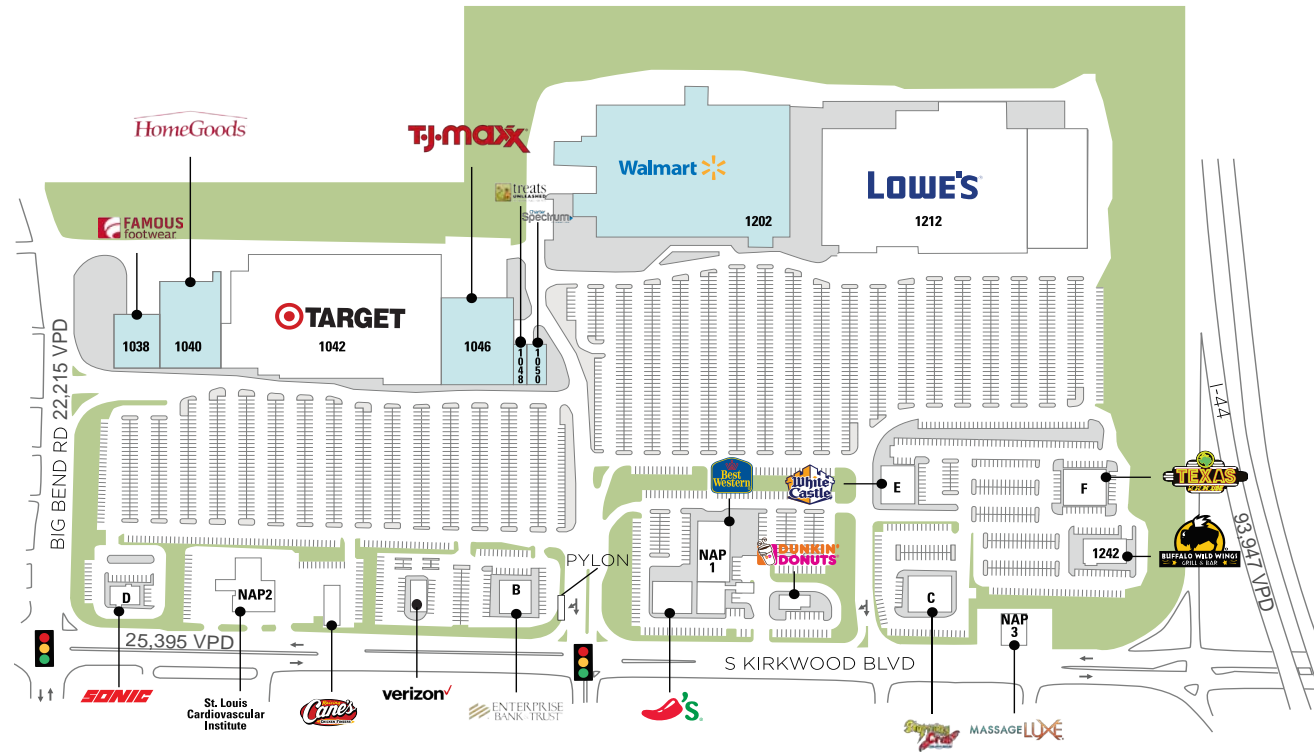 HomeGoods
T·J·maxx
treats
UNLEASHED
Charter
Spectrum
FAMOUS
footwear
Walmart
1202
LOWE'S
1212
TARGET
1038
1040
1042
1046
1048
1050
BIG BEND RD 22,215 VPD
I-44
93,947 VPD
Best
Western
White
Castle
E
F
TEXAS
BUFFALO WILD WINGS
GRILL & BAR
1242
DUNKIN'
DONUTS
NAP
1
PYLON
D
NAP2
B
C
NAP
3
25,395 VPD
S KIRKWOOD BLVD
SONIC
St. Louis
Cardiovascular
Institute
Raising
Cane's
CHICKEN FINGERS
verizon
ENTERPRISE
BANK & TRUST
'S
MASSAGE LUXE